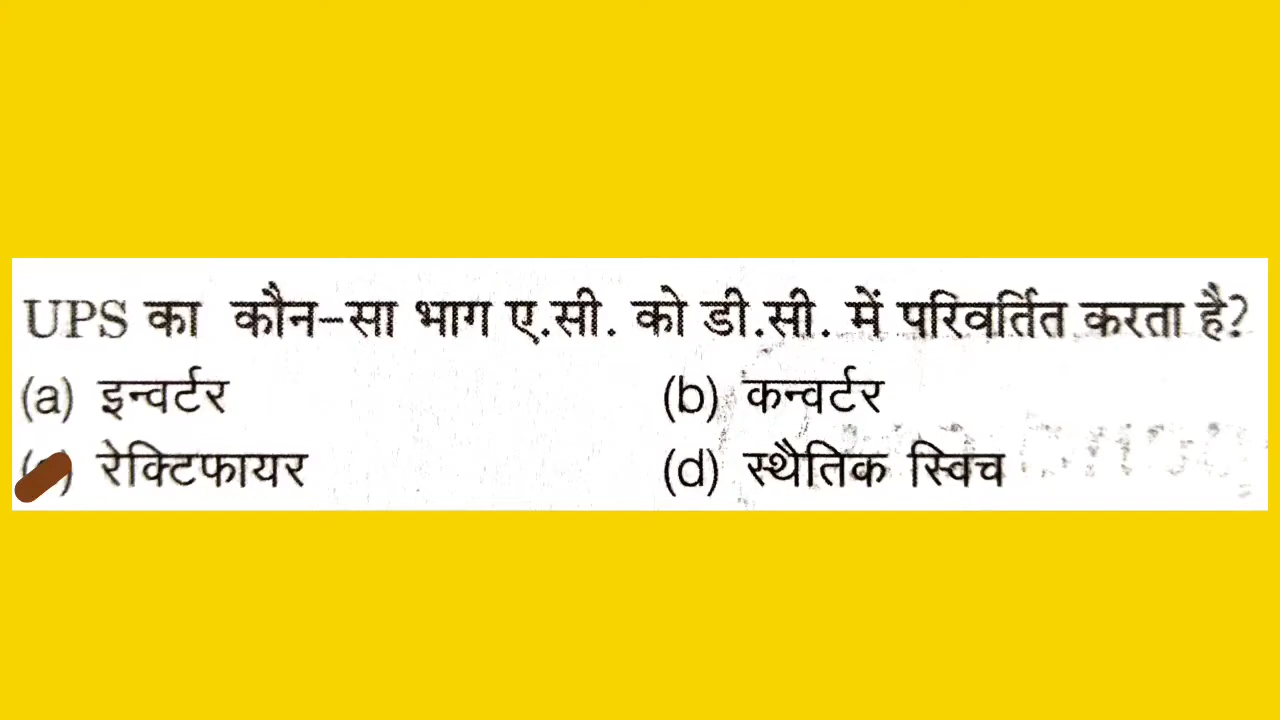 UPS का कौन-सा भाग ए.सी. को डी.सी. में परिवर्तित करता है?
(a) इन्वर्टर (b) कन्वर्टर
रेक्टिफायर (d) स्थैतिक स्विच